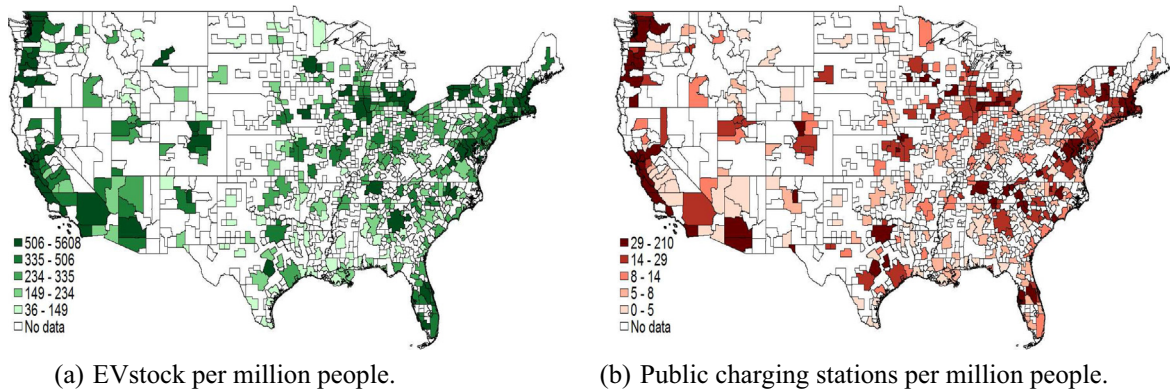 506 - 5608
335 - 506
234 - 335
149 - 234
36 - 149
No data
(a) EVstock per million people.
29 - 210
14 - 29
8 - 14
5 - 8
0 - 5
No data
(b) Public charging stations per million people.